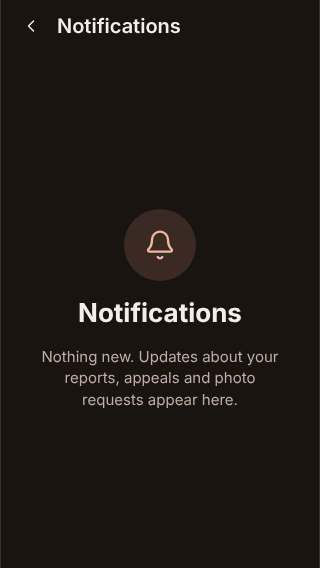 Notifications
Notifications
Nothing new. Updates about your
reports, appeals and photo
requests appear here.